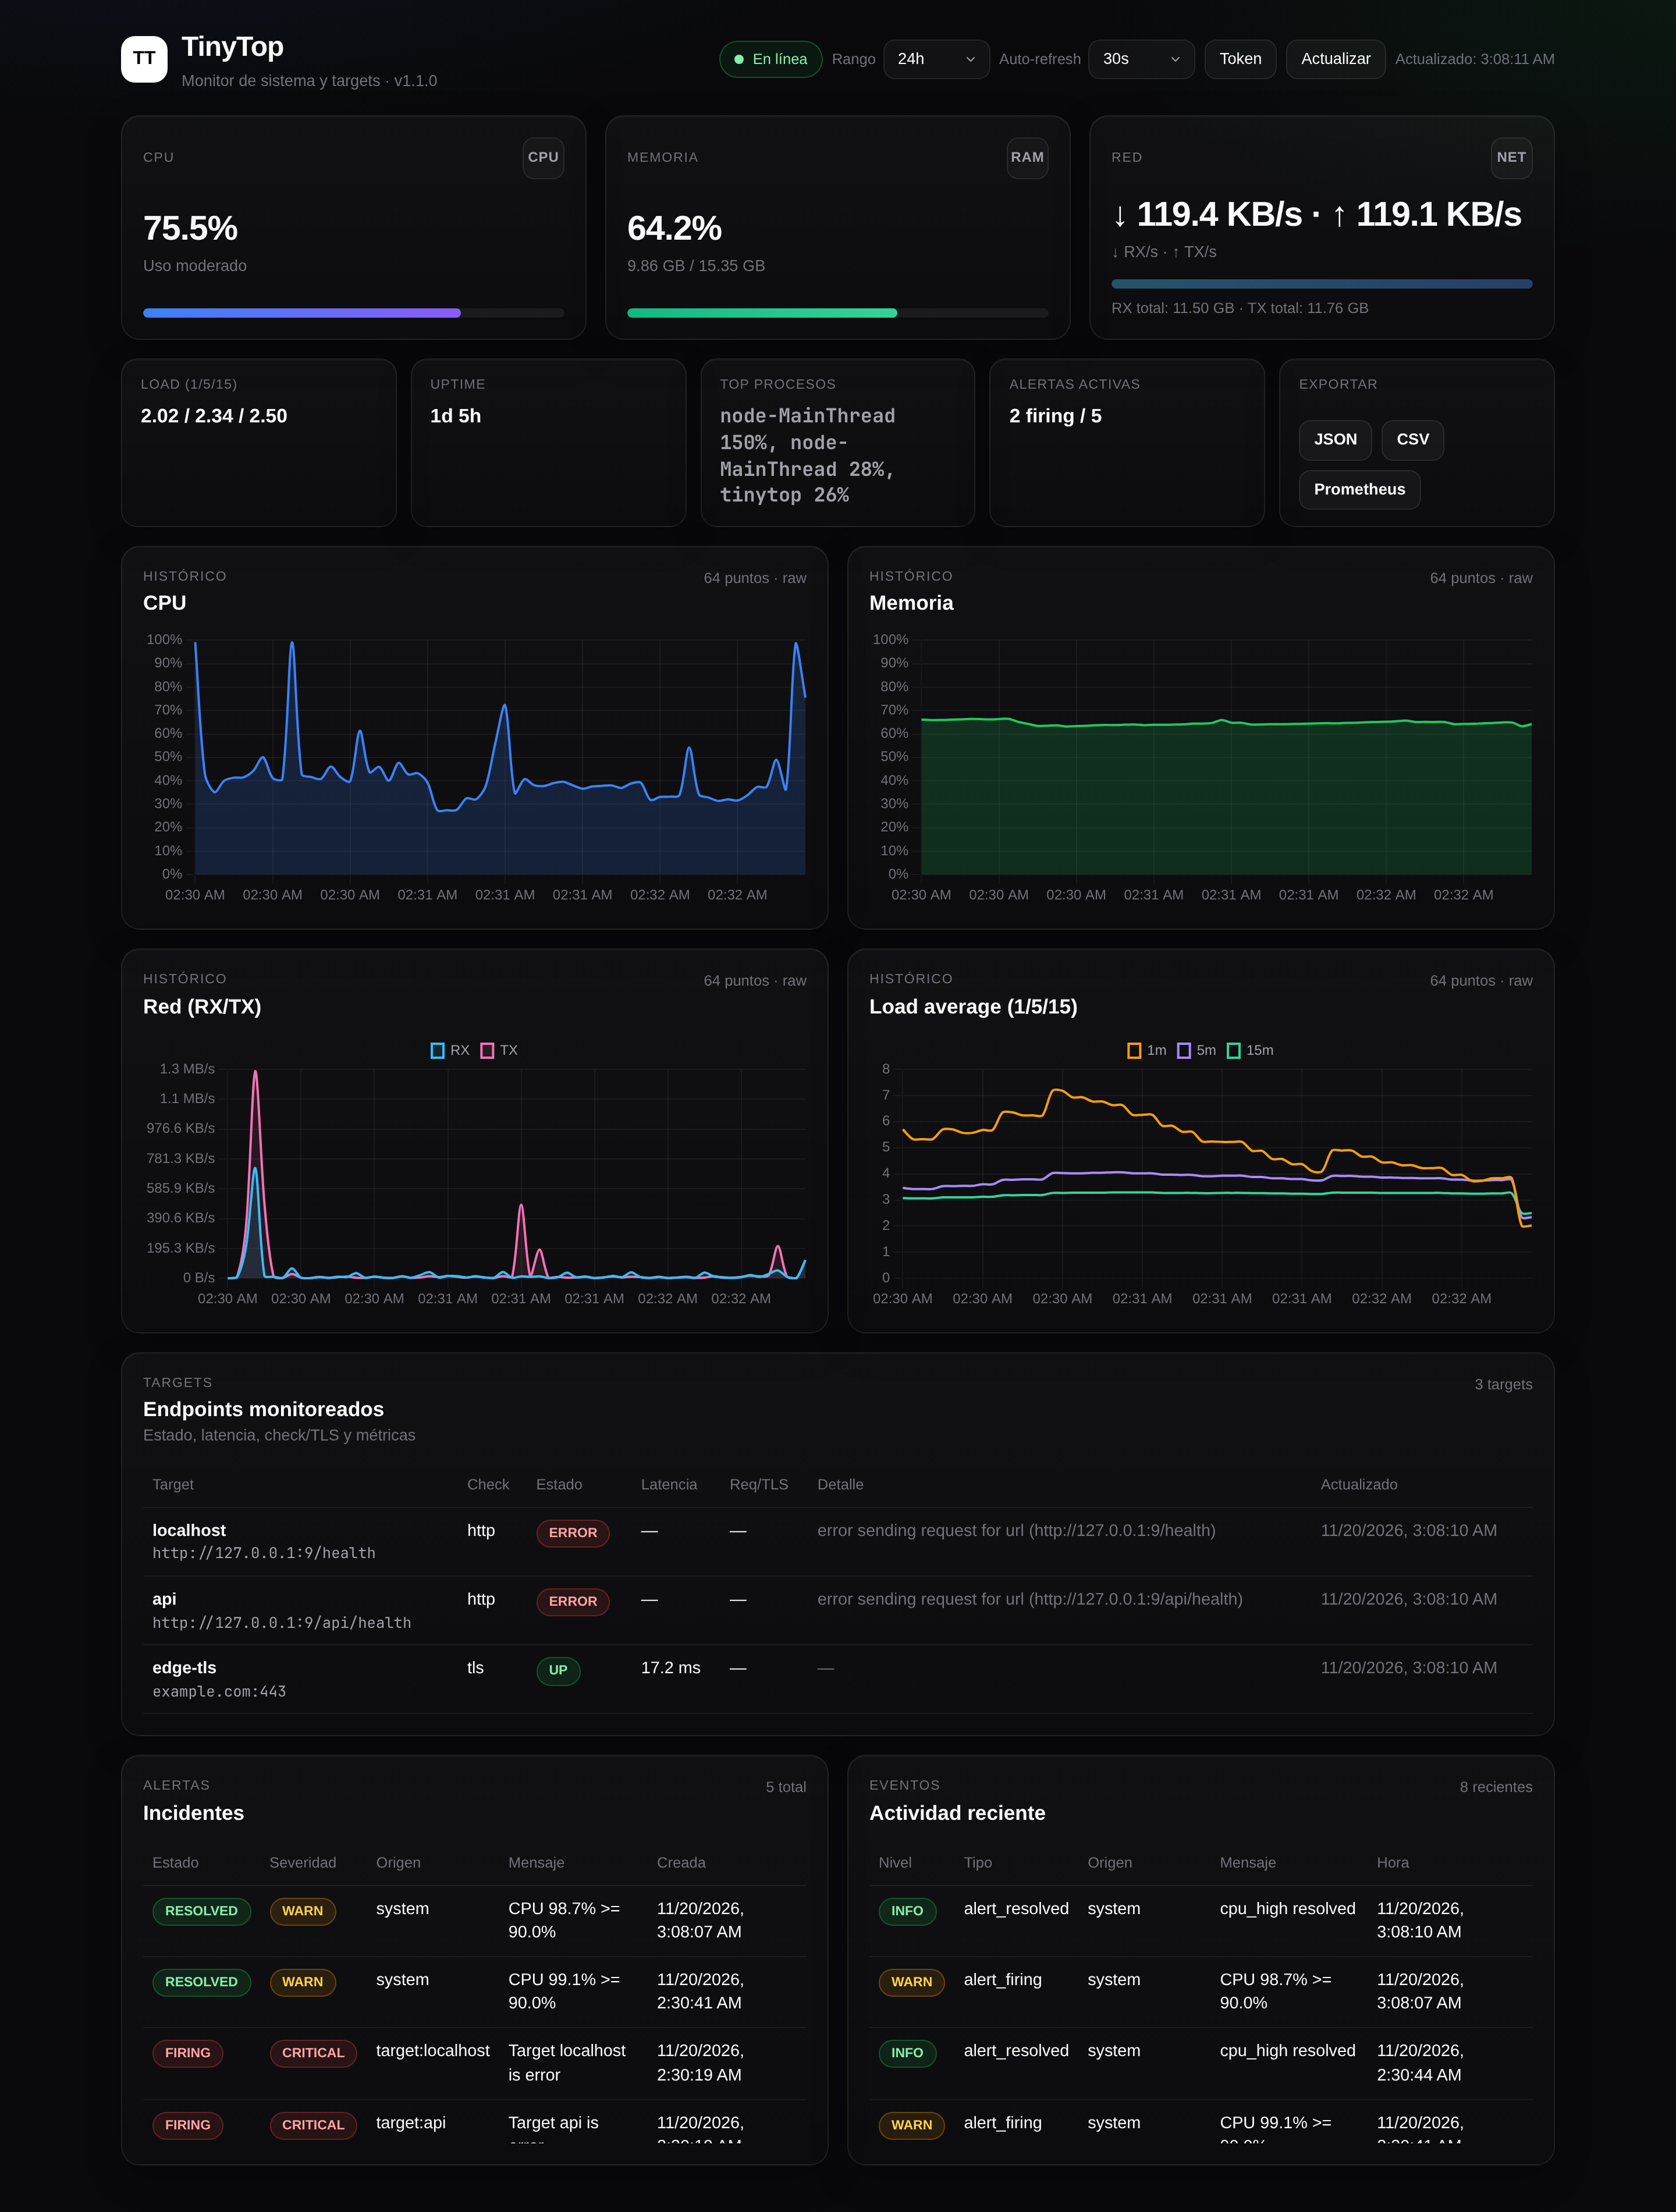 TT
TinyTop
Monitor de sistema y targets · v1.1.0
En línea Rango 24h Auto-refresh 30s Token Actualizar Actualizado: 3:08:11 AM
CPU CPU
75.5%
Uso moderado
MEMORIA RAM
64.2%
9.86 GB / 15.35 GB
RED NET
↓ 119.4 KB/s · ↑ 119.1 KB/s
↓ RX/s · ↑ TX/s
RX total: 11.50 GB · TX total: 11.76 GB
LOAD (1/5/15)
2.02 / 2.34 / 2.50
UPTIME
1d 5h
TOP PROCESOS
node-MainThread
150%, node-
MainThread 28%,
tinytop 26%
ALERTAS ACTIVAS
2 firing / 5
EXPORTAR
JSON CSV
Prometheus
HISTÓRICO 64 puntos · raw
CPU
100%
90%
80%
70%
60%
50%
40%
30%
20%
10%
0%
02:30 AM 02:30 AM 02:30 AM 02:31 AM 02:31 AM 02:31 AM 02:32 AM 02:32 AM
HISTÓRICO 64 puntos · raw
Memoria
100%
90%
80%
70%
60%
50%
40%
30%
20%
10%
0%
02:30 AM 02:30 AM 02:30 AM 02:31 AM 02:31 AM 02:31 AM 02:32 AM 02:32 AM
HISTÓRICO 64 puntos · raw
Red (RX/TX)
RX TX
1.3 MB/s
1.1 MB/s
976.6 KB/s
781.3 KB/s
585.9 KB/s
390.6 KB/s
195.3 KB/s
0 B/s
02:30 AM 02:30 AM 02:30 AM 02:31 AM 02:31 AM 02:31 AM 02:32 AM 02:32 AM
HISTÓRICO 64 puntos · raw
Load average (1/5/15)
1m 5m 15m
8
7
6
5
4
3
2
1
0
02:30 AM 02:30 AM 02:30 AM 02:31 AM 02:31 AM 02:31 AM 02:32 AM 02:32 AM
TARGETS 3 targets
Endpoints monitoreados
Estado, latencia, check/TLS y métricas
Target Check Estado Latencia Req/TLS Detalle Actualizado
localhost http ERROR — — error sending request for url (http://127.0.0.1:9/health) 11/20/2026, 3:08:10 AM
http://127.0.0.1:9/health
api http ERROR — — error sending request for url (http://127.0.0.1:9/api/health) 11/20/2026, 3:08:10 AM
http://127.0.0.1:9/api/health
edge-tls tls UP 17.2 ms — — 11/20/2026, 3:08:10 AM
example.com:443
ALERTAS 5 total
Incidentes
Estado Severidad Origen Mensaje Creada
RESOLVED WARN system CPU 98.7% >= 11/20/2026,
90.0% 3:08:07 AM
RESOLVED WARN system CPU 99.1% >= 11/20/2026,
90.0% 2:30:41 AM
FIRING CRITICAL target:localhost Target localhost 11/20/2026,
is error 2:30:19 AM
FIRING CRITICAL target:api Target api is 11/20/2026,
EVENTOS 8 recientes
Actividad reciente
Nivel Tipo Origen Mensaje Hora
INFO alert_resolved system cpu_high resolved 11/20/2026,
3:08:10 AM
WARN alert_firing system CPU 98.7% >= 11/20/2026,
90.0% 3:08:07 AM
INFO alert_resolved system cpu_high resolved 11/20/2026,
2:30:44 AM
WARN alert_firing system CPU 99.1% >= 11/20/2026,